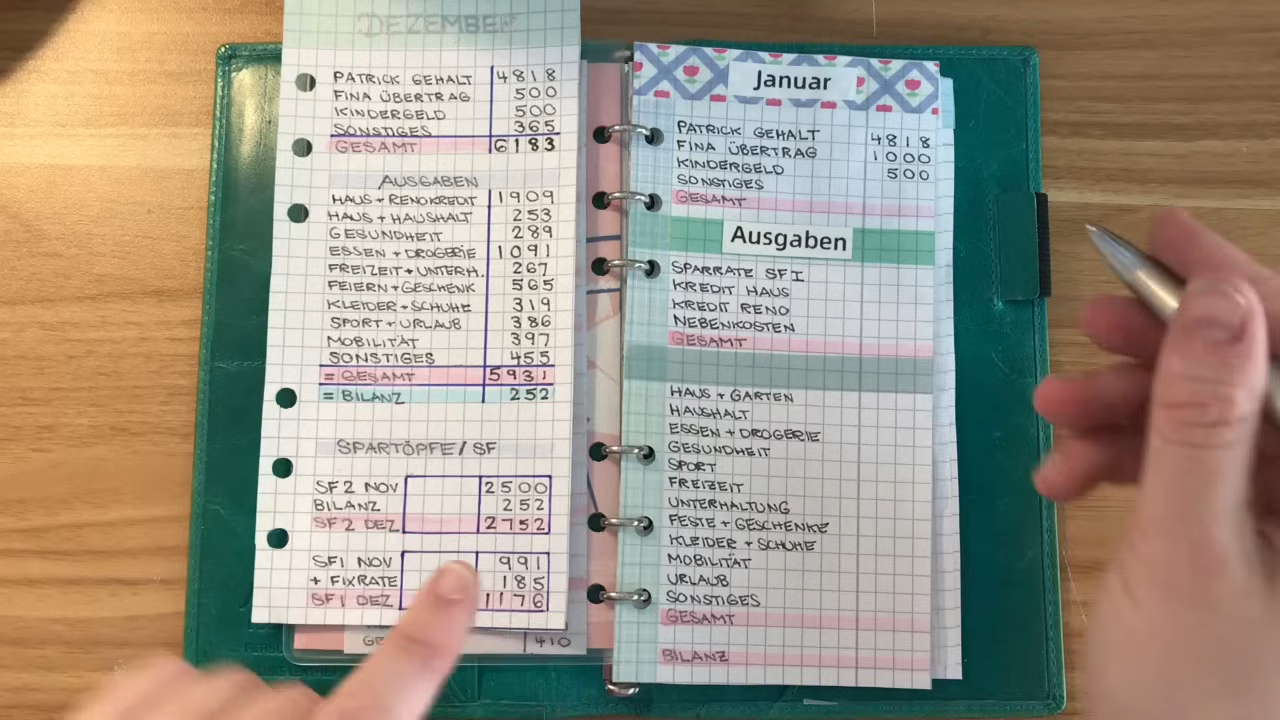 DEZEMBER
PATRICK GEHALT 4818
FINA ÜBERTRAG 500
KINDERGELD 500
SONSTIGES 365
GESAMT 6183
AUSGABEN
HAUS + RENOKREDIT 1909
HAUS + HAUSHALT 253
GESUNDHEIT 289
ESSEN + DROGERIE 1091
FREIZEIT + UNTERH. 267
FEIERN + GESCHENK 565
KLEIDER + SCHUHE 319
SPORT + URLAUB 386
MOBILITÄT 397
SONSTIGES 455
= GESAMT 5931
= BILANZ 252
SPARTÖPFE/SF
SF2 NOV 2500
BILANZ 252
SF2 DEZ 2752
SF1 NOV 991
+ FIXRATE 185
SF1 DEZ 1176
410
Januar
PATRICK GEHALT 4818
FINA ÜBERTRAG 1000
KINDERGELD 500
SONSTIGES
GESAMT
Ausgaben
SPARRATE SF I
KREDIT HAUS
KREDIT RENO
NEBENKOSTEN
GESAMT
HAUS + GARTEN
HAUSHALT
ESSEN + DROGERIE
GESUNDHEIT
SPORT
FREIZEIT
UNTERHALTUNG
FESTE + GESCHENKE
KLEIDER + SCHUHE
MOBILITÄT
URLAUB
SONSTIGES
GESAMT
BILANZ